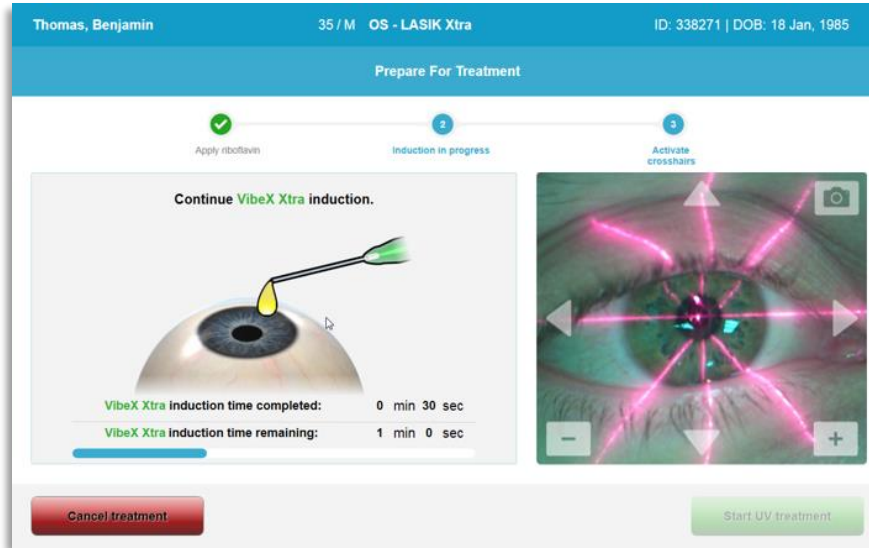 Thomas, Benjamin 35 / M OS - LASIK Xtra ID: 338271 | DOB: 18 Jan, 1985
Prepare For Treatment
2 3
Apply riboflavin Induction in progress Activate
crosshairs
Continue VibeX Xtra induction.
VibeX Xtra induction time completed: 0 min 30 sec
VibeX Xtra induction time remaining: 1 min 0 sec
− +
Cancel treatment Start UV treatment